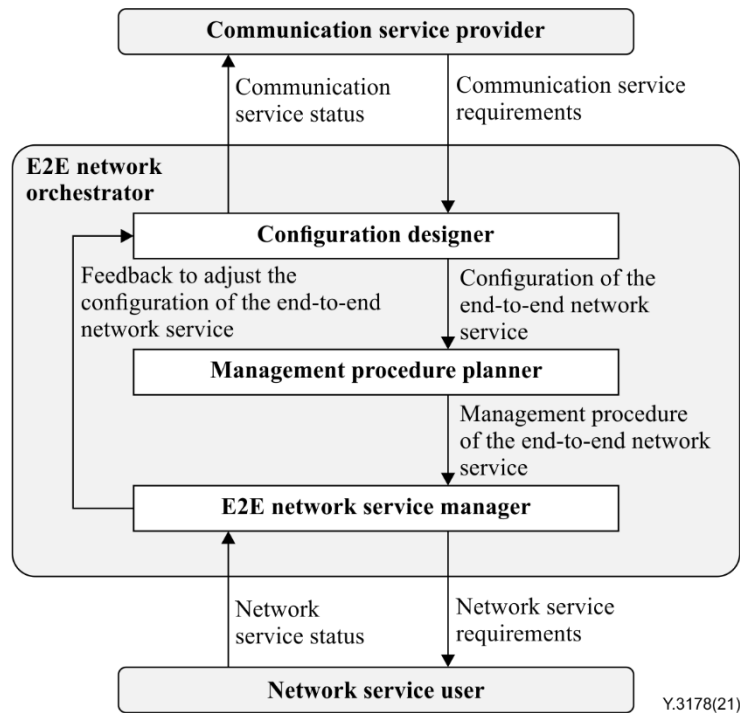 Communication service provider
Communication
service status
Communication service
requirements
E2E network
orchestrator
Configuration designer
Feedback to adjust the
configuration of the end-to-end
network service
Configuration of the
end-to-end network
service
Management procedure planner
Management procedure
of the end-to-end network
service
E2E network service manager
Network
service status
Network service
requirements
Network service user
Y.3178(21)